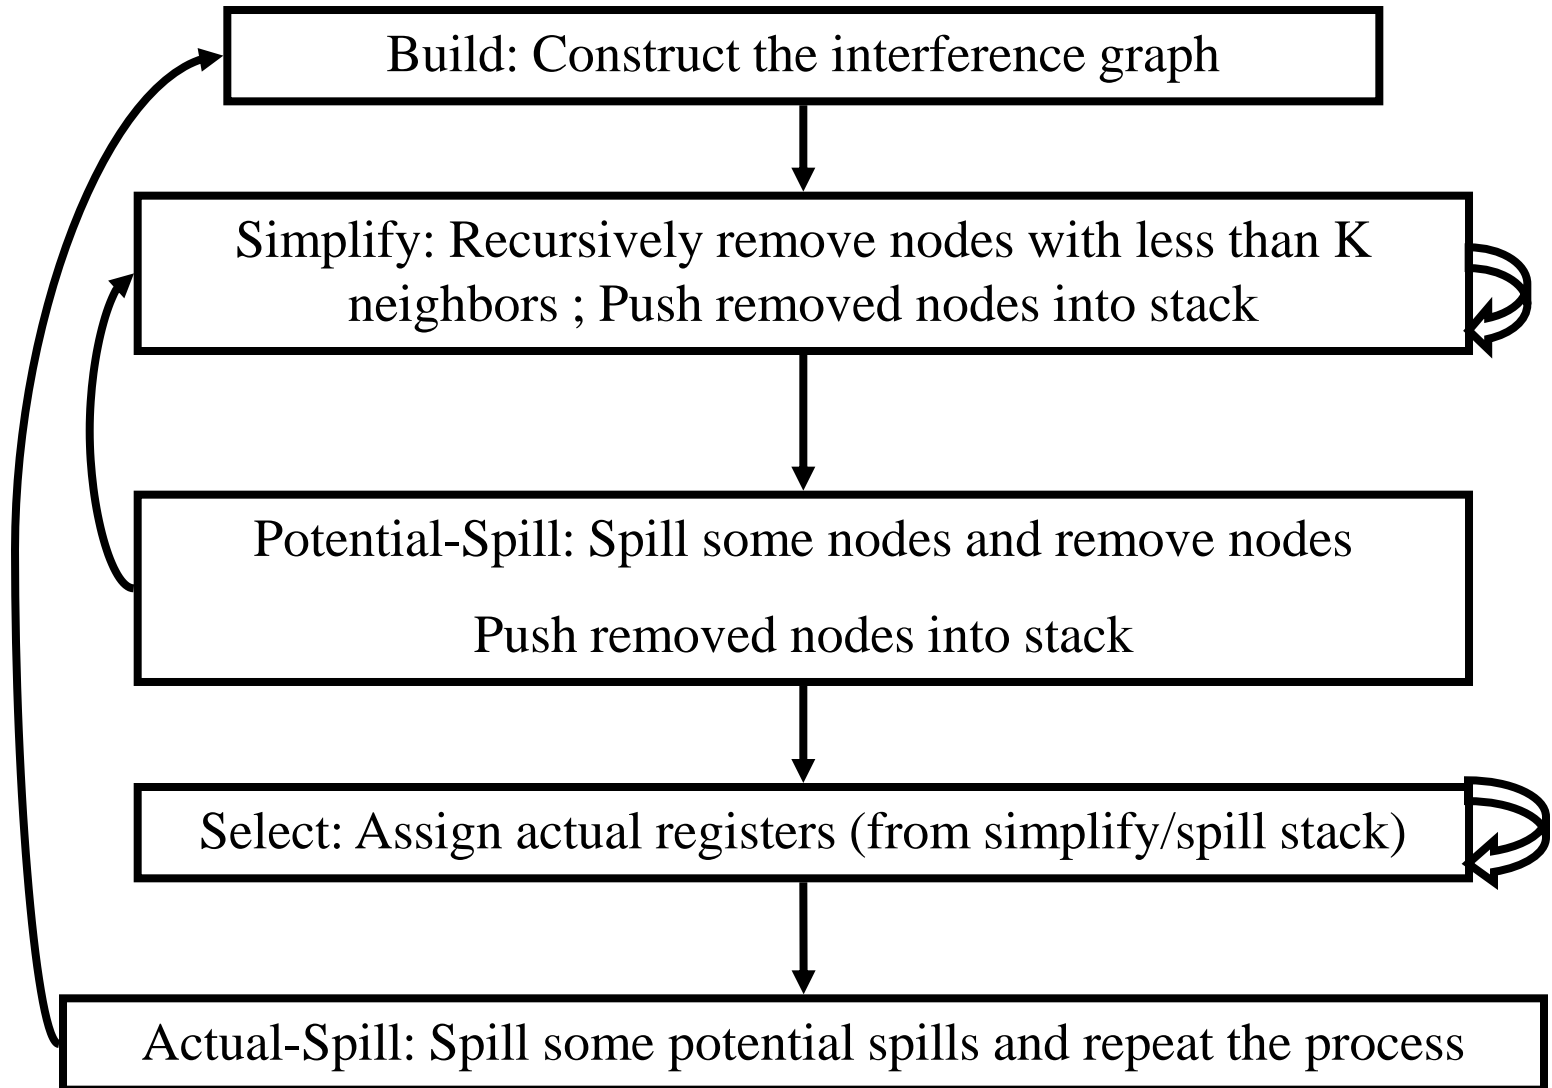 Build: Construct the interference graph
Simplify: Recursively remove nodes with less than K
neighbors ; Push removed nodes into stack
Potential-Spill: Spill some nodes and remove nodes
Push removed nodes into stack
Select: Assign actual registers (from simplify/spill stack)
Actual-Spill: Spill some potential spills and repeat the process